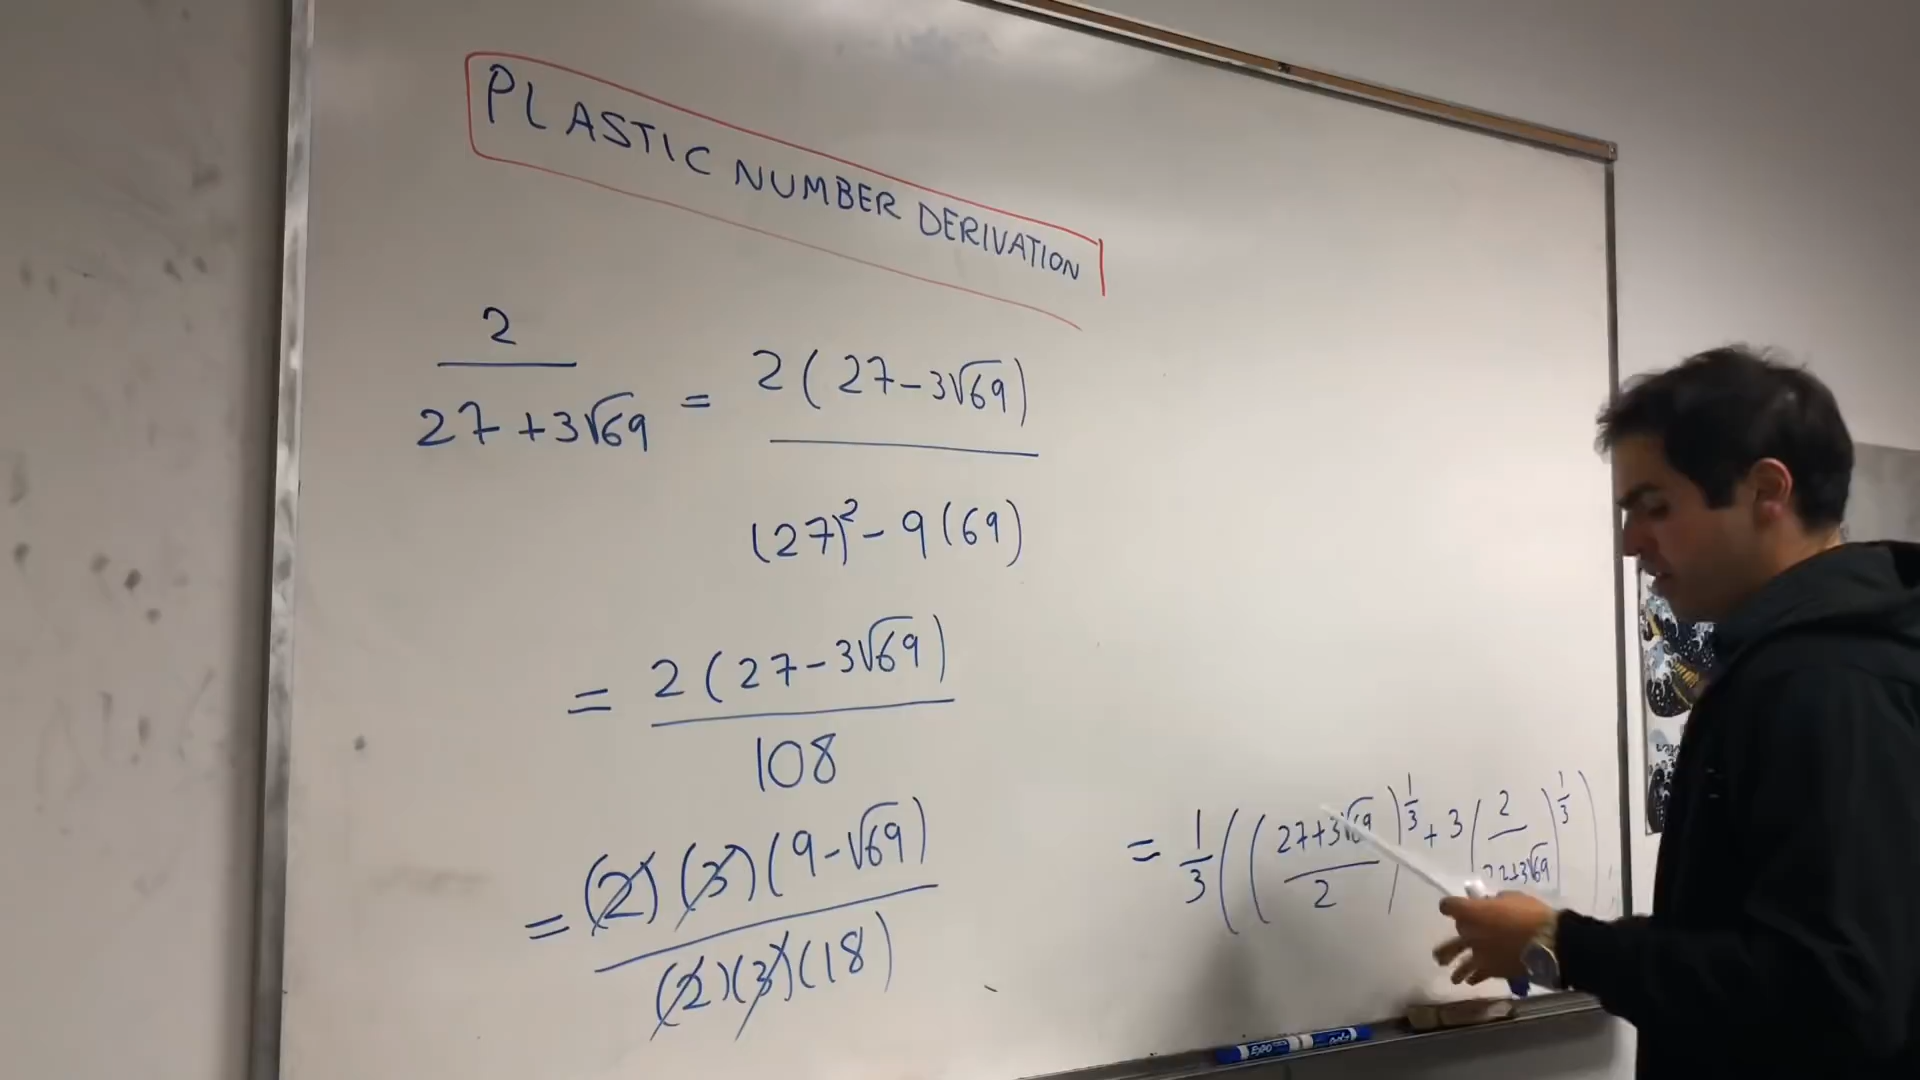 PLASTIC NUMBER DERIVATION
2/(27+3√69) = 2(27-3√69)/((27)²-9(69))
= 2(27-3√69)/108
= (2)(3)(9-√69)/((2)(3)(18))
= 1/3(((27+3√69)/2)^(1/3) + 3(2/(27+3√69))^(1/3))
EXPO